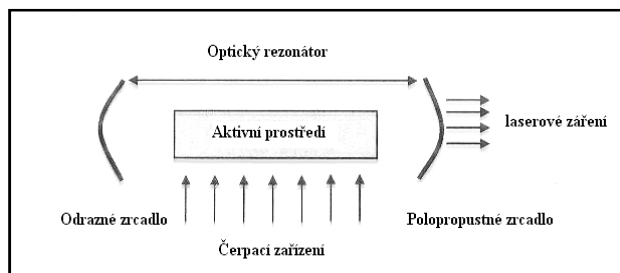 Optický rezonátor
Aktivní prostředí
laserové záření
Odrazné zrcadlo
Polopropustné zrcadlo
Čerpací zařízení